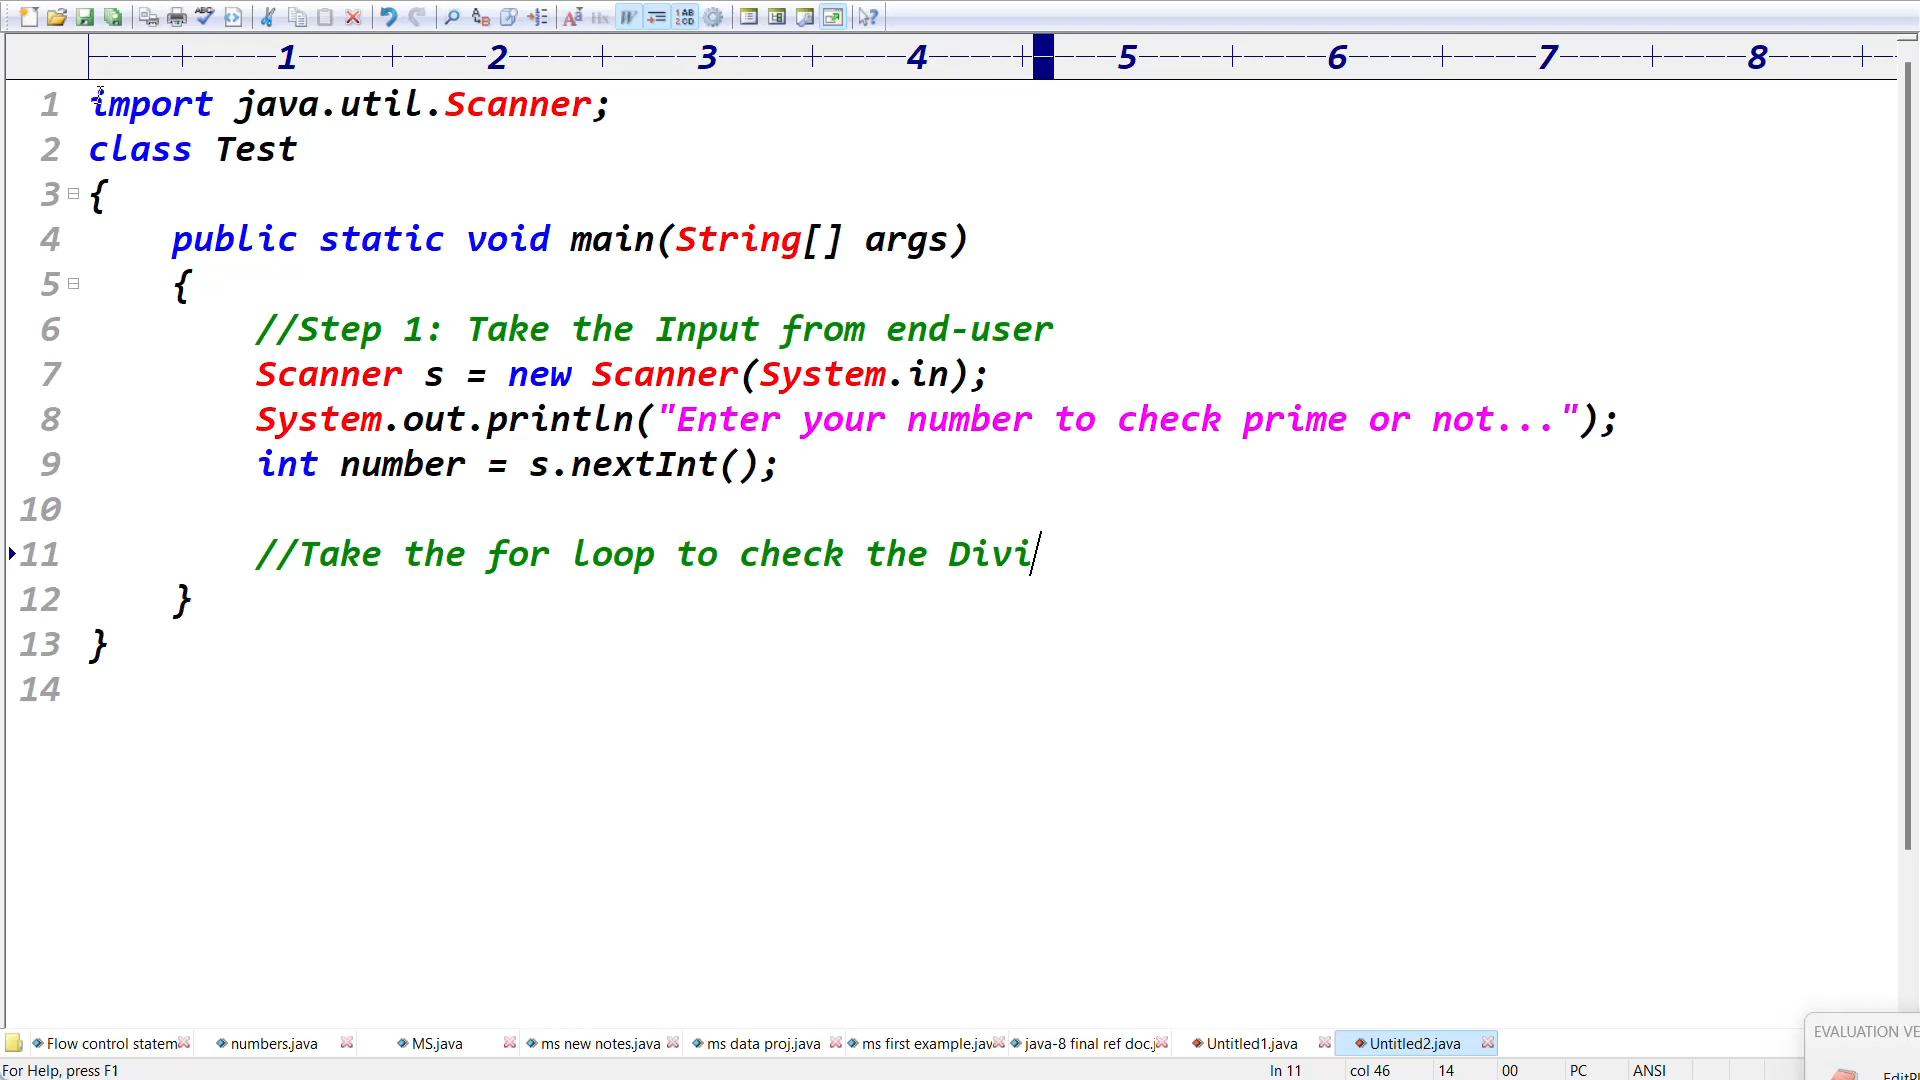 ----+----1----+----2----+----3----+----4----+----5----+----6----+----7----+----8----+-
1 import java.util.Scanner;
2 class Test
3 {
4 public static void main(String[] args)
5 {
6 //Step 1: Take the Input from end-user
7 Scanner s = new Scanner(System.in);
8 System.out.println("Enter your number to check prime or not...");
9 int number = s.nextInt();
10
11 //Take the for loop to check the Divi
12 }
13 }
14
EVALUATION VE
Flow control statem numbers.java MS.java ms new notes.java ms data proj.java ms first example.jav java-8 final ref doc.j Untitled1.java Untitled2.java
For Help, press F1 ln 11 col 46 14 00 PC ANSI EditPl